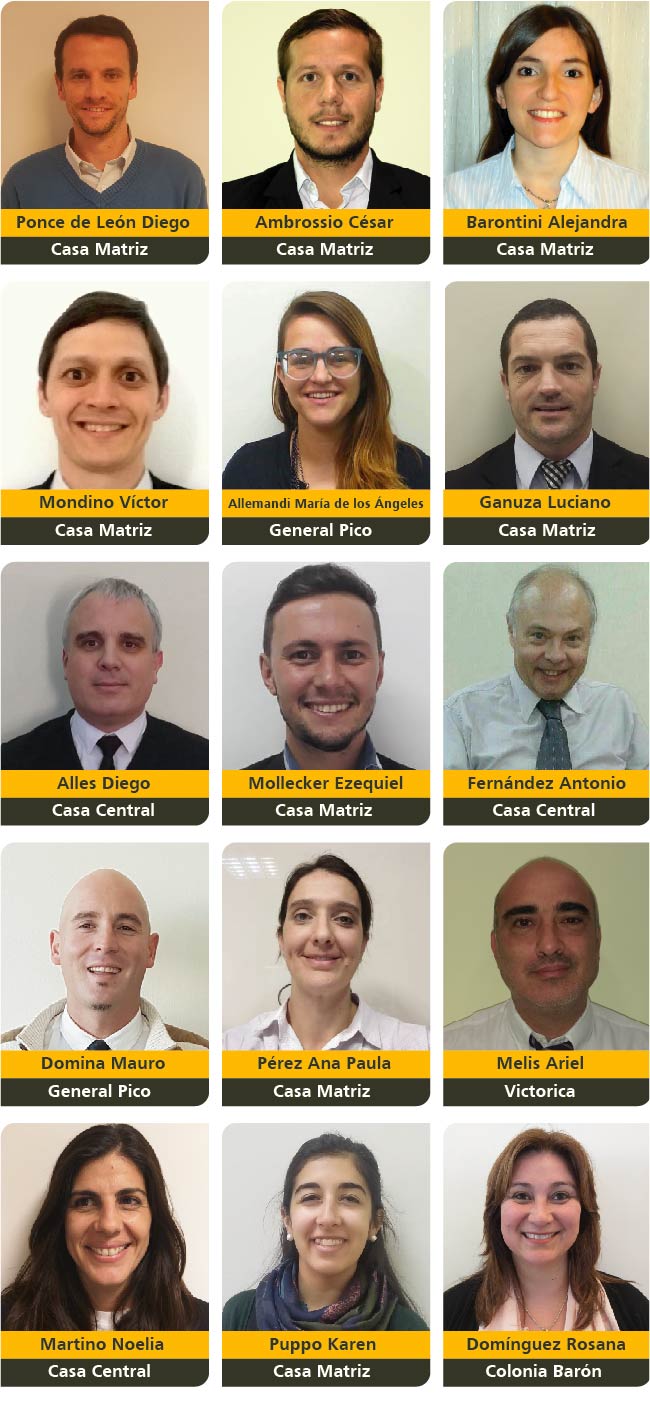 Ponce de León Diego
Casa Matriz
Ambrossio César
Casa Matriz
Barontini Alejandra
Casa Matriz
Mondino Víctor
Casa Matriz
Allemandi María de los Ángeles
General Pico
Ganuza Luciano
Casa Matriz
Alles Diego
Casa Central
Mollecker Ezequiel
Casa Matriz
Fernández Antonio
Casa Central
Domina Mauro
General Pico
Pérez Ana Paula
Casa Matriz
Melis Ariel
Victorica
Martino Noelia
Casa Central
Puppo Karen
Casa Matriz
Domínguez Rosana
Colonia Barón